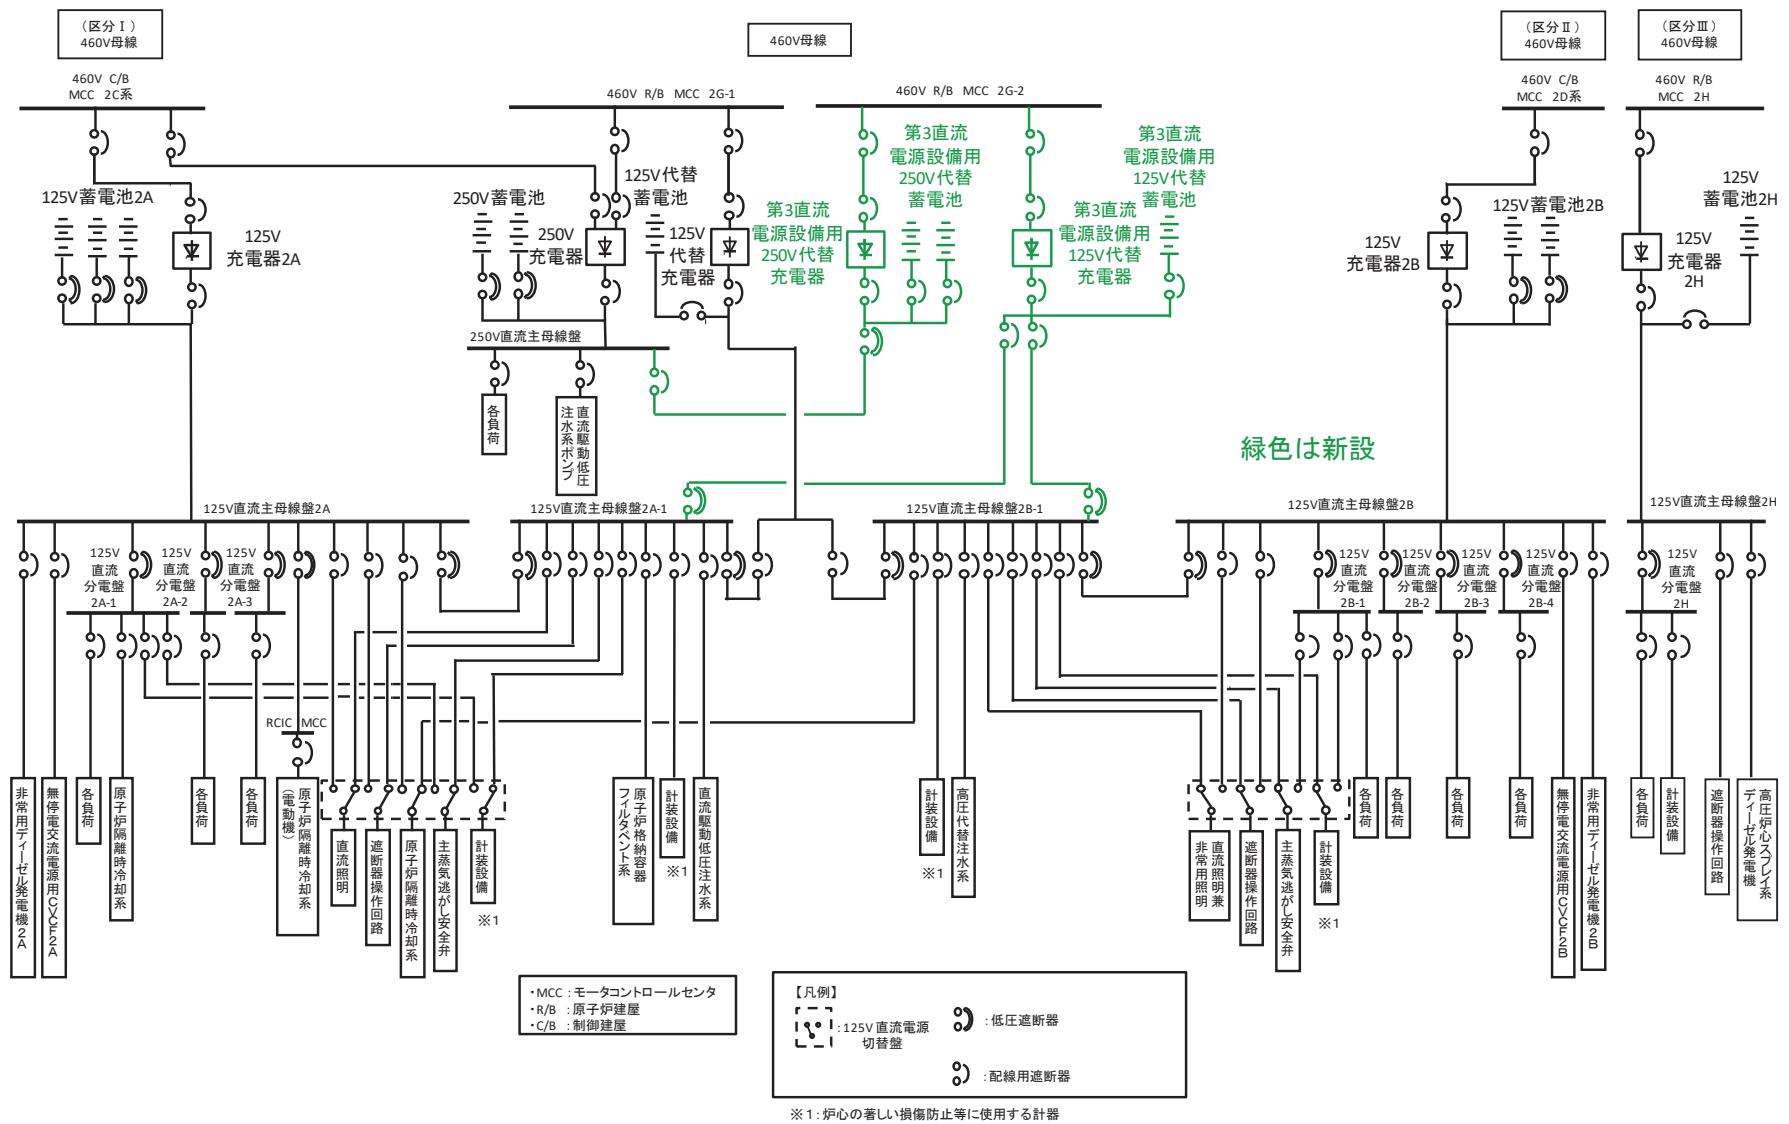 (区分Ⅰ)
460V母線
460V母線
(区分Ⅱ)
460V母線
(区分Ⅲ)
460V母線
460V C/B
MCC 2C系
460V R/B MCC 2G-1
460V R/B MCC 2G-2
460V C/B
MCC 2D系
460V R/B
MCC 2H
125V蓄電池2A
125V
充電器2A
250V蓄電池
250V
充電器
125V代替
蓄電池
125V
代替
充電器
第3直流
電源設備用
250V代替
充電器
第3直流
電源設備用
250V代替
蓄電池
第3直流
電源設備用
125V代替
充電器
第3直流
電源設備用
125V代替
蓄電池
125V
充電器2B
125V蓄電池2B
125V
充電器
2H
125V
蓄電池2H
250V直流主母線盤
各負荷
直流駆動低圧
注水系ポンプ
緑色は新設
125V直流主母線盤2A
125V直流主母線盤2A-1
125V直流主母線盤2B-1
125V直流主母線盤2B
125V直流主母線盤2H
125V
直流
分電盤
2A-1
125V
直流
分電盤
2A-2
125V
直流
分電盤
2A-3
125V
直流
分電盤
2B-1
125V
直流
分電盤
2B-2
125V
直流
分電盤
2B-3
125V
直流
分電盤
2B-4
125V
直流
分電盤
2H
RCIC MCC
非常用ディーゼル発電機2A
無停電交流電源用CVCF2A
各負荷
原子炉隔離時冷却系
各負荷
各負荷
原子炉隔離時冷却系
(電動機)
直流照明
遮断器操作回路
原子炉隔離時冷却系
主蒸気逃がし安全弁
計装設備
※1
原子炉格納容器
フィルタベント系
計装設備
※1
直流駆動低圧注水系
計装設備
※1
高圧代替注水系
直流照明兼
非常用照明
遮断器操作回路
主蒸気逃がし安全弁
計装設備
※1
各負荷
各負荷
各負荷
各負荷
無停電交流電源用CVCF2B
非常用ディーゼル発電機2B
各負荷
計装設備
遮断器操作回路
高圧炉心スプレイ系
ディーゼル発電機
・MCC:モータコントロールセンタ
・R/B :原子炉建屋
・C/B :制御建屋
【凡例】
:125V直流電源
切替盤
:低圧遮断器
:配線用遮断器
※1:炉心の著しい損傷防止等に使用する計器